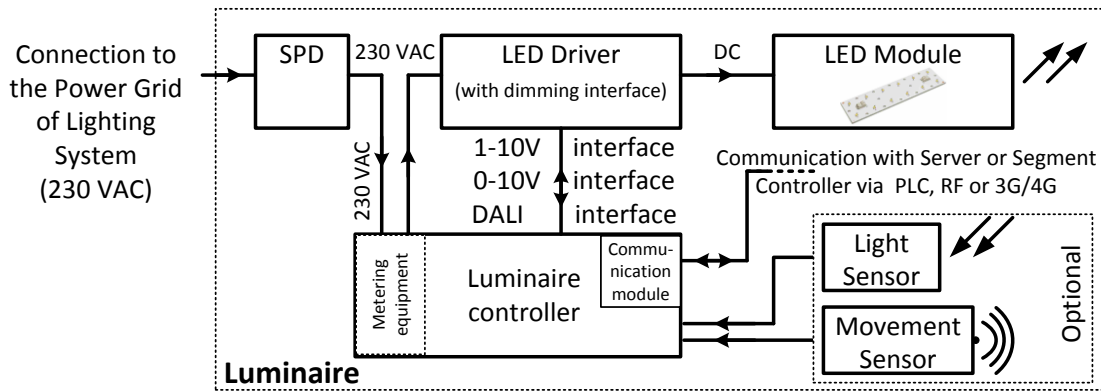 Connection to
the Power Grid
of Lighting
System
(230 VAC)
SPD
230 VAC
230 VAC
LED Driver
(with dimming interface)
DC
LED Module
1-10V interface
0-10V interface
DALI interface
Communication with Server or Segment
Controller via PLC, RF or 3G/4G
Metering
equipment
Luminaire
controller
Commu-
nication
module
Light
Sensor
Movement
Sensor
Optional
Luminaire